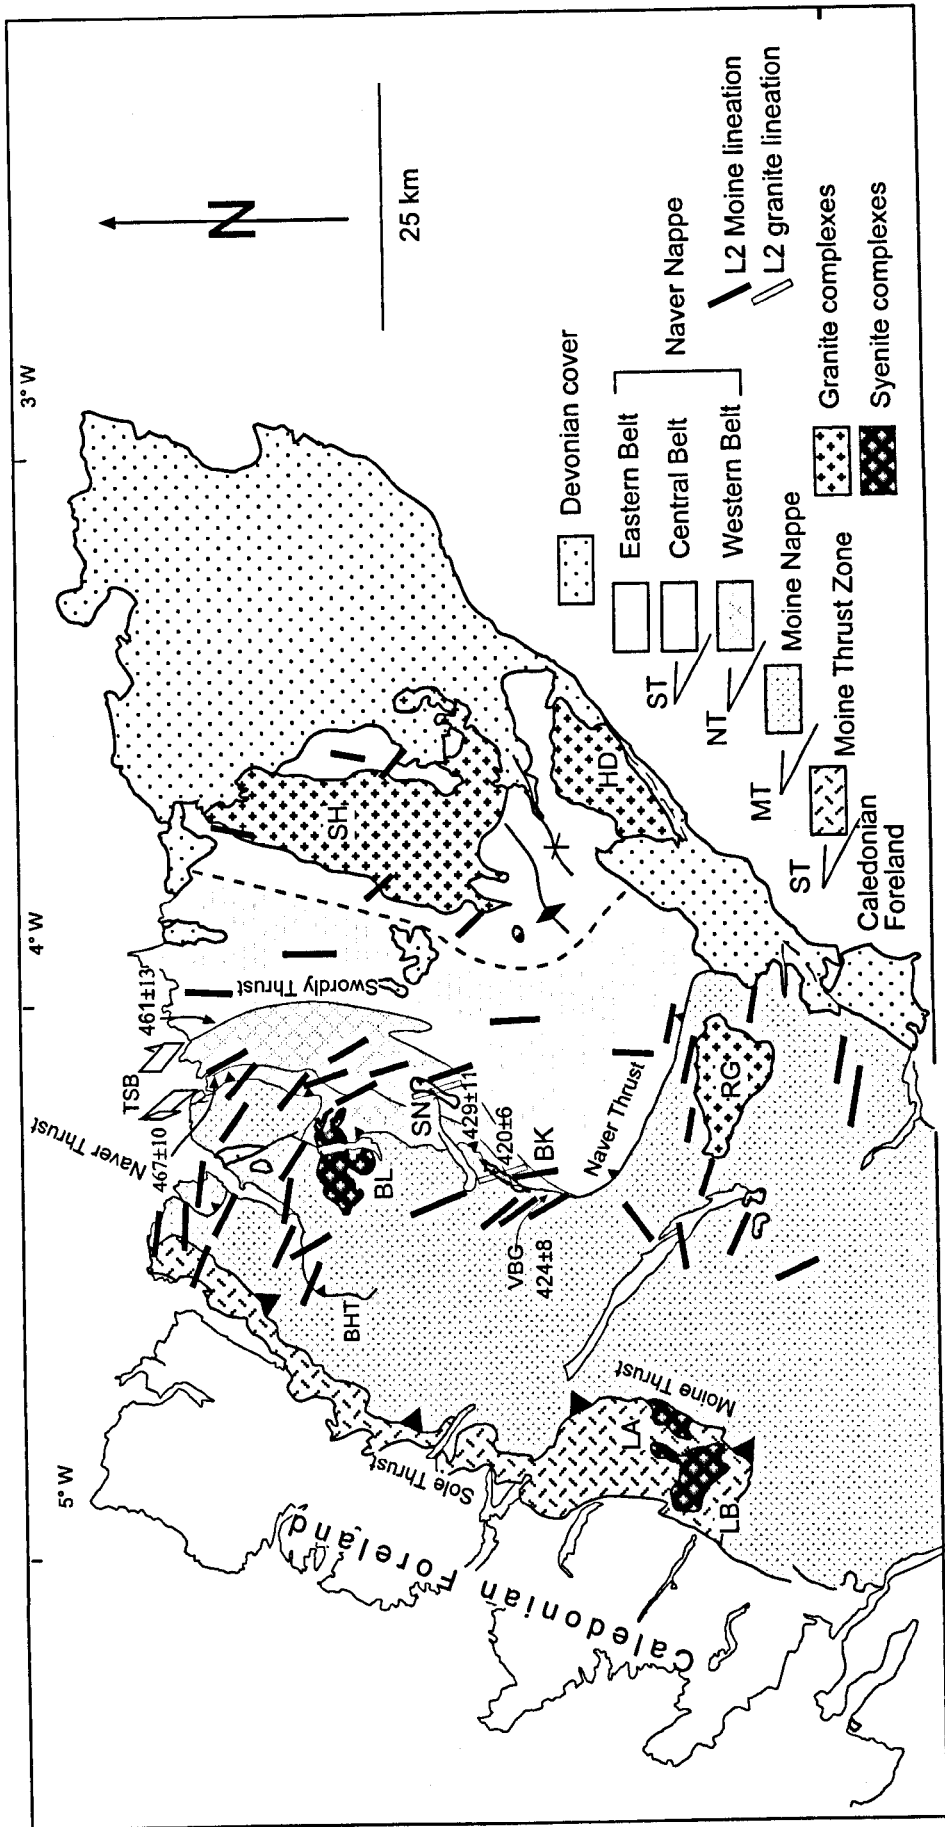 5° W
4° W
3° W
N
25 km
TSB
461±13
Naver Thrust
467±10
Swordly Thrust
SH
BL
SN
429±11
420±6
BK
VBG
424±8
BHT
Sole Thrust
Caledonian Foreland
Naver Thrust
HD
RG
LA
Moine Thrust
LB
Devonian cover
Eastern Belt
ST
Central Belt
Naver Nappe
Western Belt
NT
Moine Nappe
MT
Moine Thrust Zone
ST
Caledonian
Foreland
L2 Moine lineation
L2 granite lineation
Granite complexes
Syenite complexes